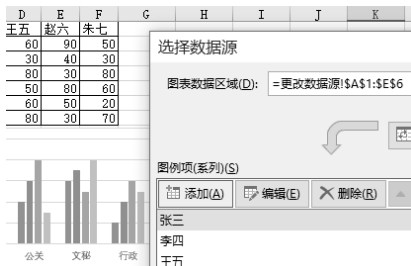 D E F G H I J K
王五 赵六 朱七
60 90 50
30 40 30
80 30 80
50 80 60
60 50 20
80 30 70
选择数据源
图表数据区域(D): =更改数据源!$A$1:$E$6
图例项(系列)(S)
添加(A) 编辑(E) 删除(R)
张三
李四
王五
公关 文秘 行政